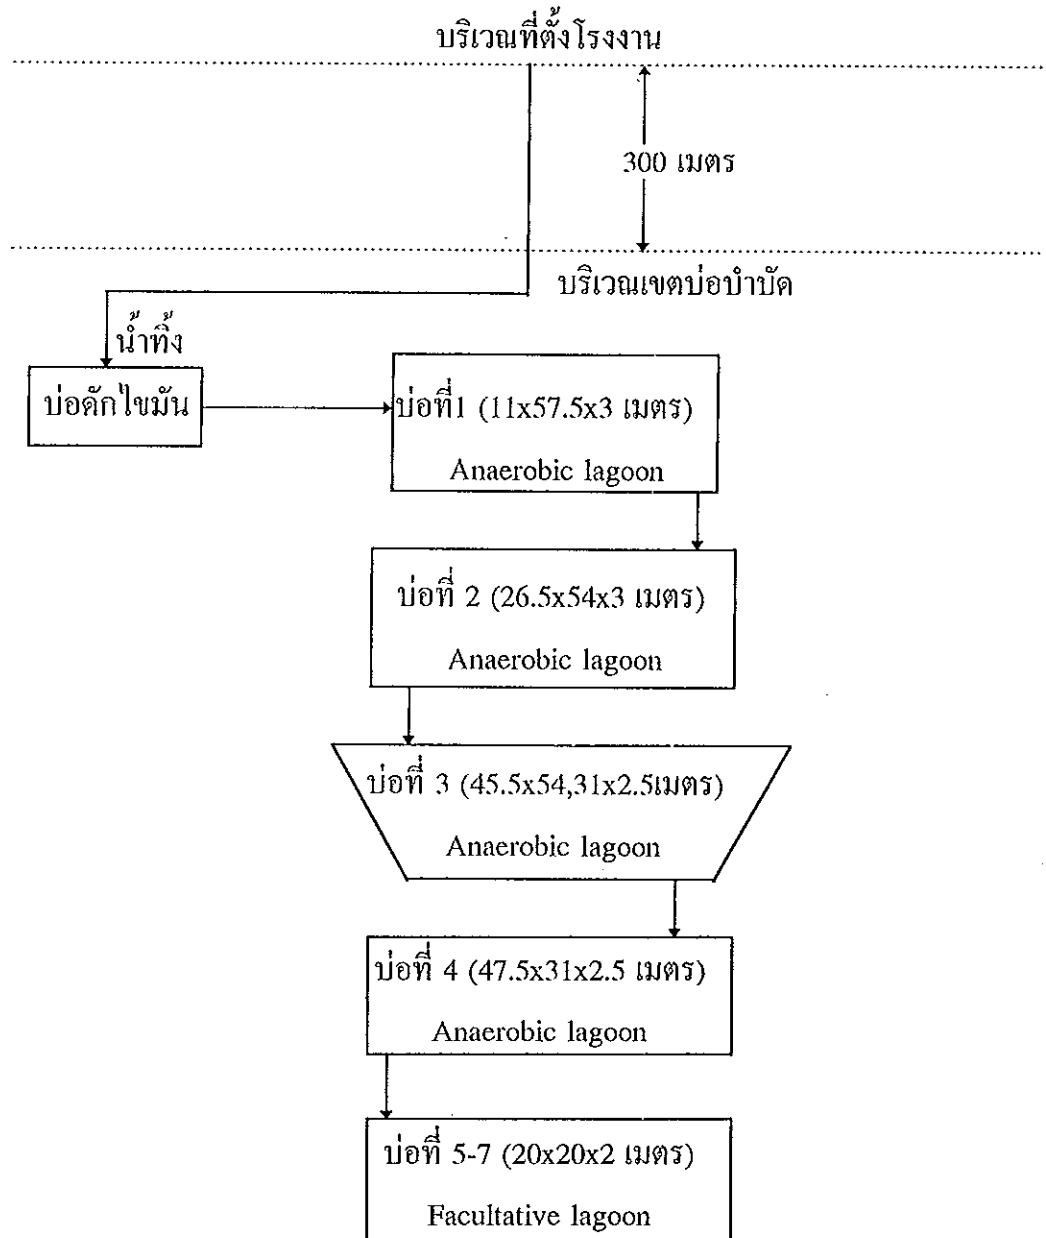 บริเวณที่ตั้งโรงงาน
300 เมตร
บริเวณเขตบ่อบำบัด
น้ำทิ้ง
บ่อดักไขมัน
บ่อที่1 (11x57.5x3 เมตร)
Anaerobic lagoon
บ่อที่ 2 (26.5x54x3 เมตร)
Anaerobic lagoon
บ่อที่ 3 (45.5x54,31x2.5เมตร)
Anaerobic lagoon
บ่อที่ 4 (47.5x31x2.5 เมตร)
Anaerobic lagoon
บ่อที่ 5-7 (20x20x2 เมตร)
Facultative lagoon